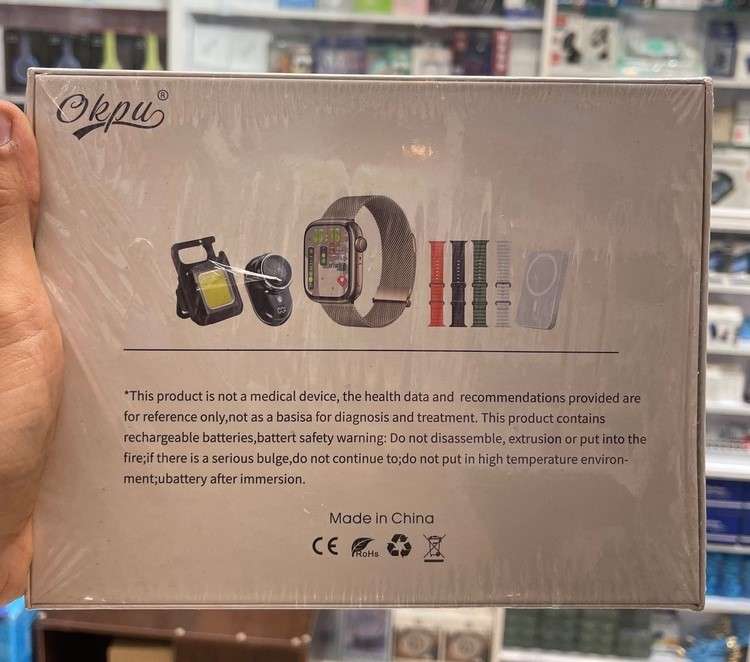 Okpu®
*This product is not a medical device, the health data and recommendations provided are
for reference only,not as a basisa for diagnosis and treatment. This product contains
rechargeable batteries,battert safety warning: Do not disassemble, extrusion or put into the
fire;if there is a serious bulge,do not continue to;do not put in high temperature environ-
ment;ubattery after immersion.
Made in China
CE RoHs